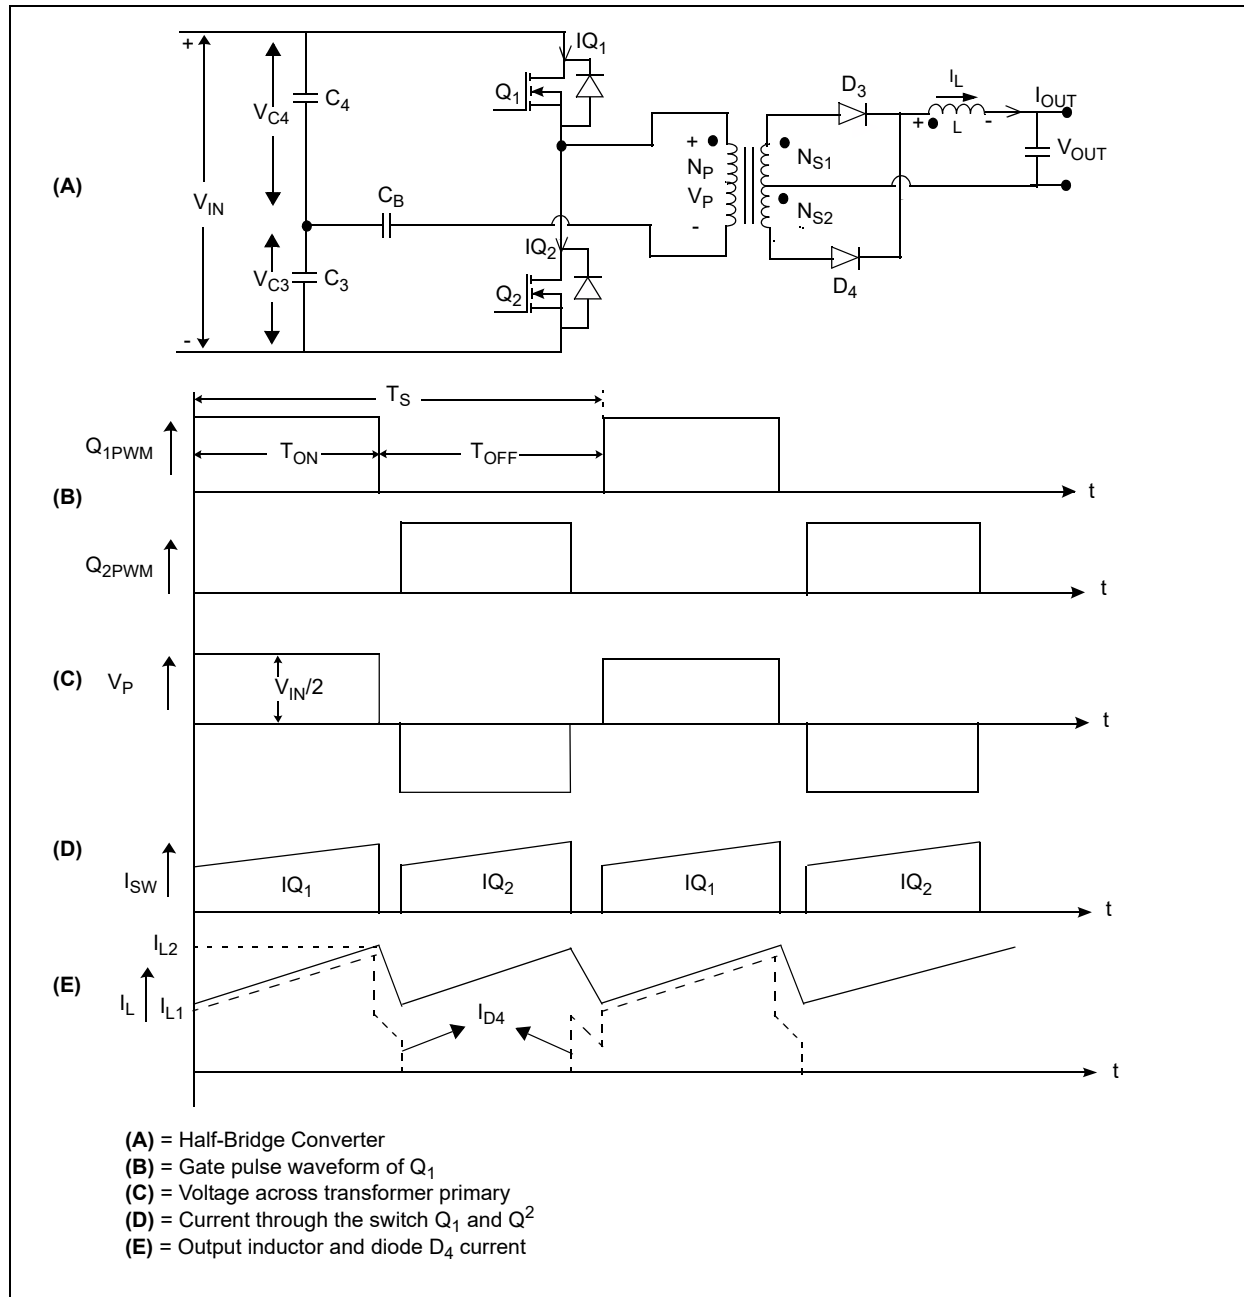 +
IQ1
Q1
C4
VC4
(A)
VIN
CB
VC3
C3
IQ2
Q2
-
+
NP
VP
-
NS1
NS2
D3
D4
IL
+
L
-
IOUT
VOUT
TS
Q1PWM
TON
TOFF
(B)
t
Q2PWM
t
(C)
VP
VIN/2
t
(D)
ISW
IQ1
IQ2
IQ1
IQ2
t
IL2
(E)
IL
IL1
ID4
t
(A) = Half-Bridge Converter
(B) = Gate pulse waveform of Q1
(C) = Voltage across transformer primary
(D) = Current through the switch Q1 and Q2
(E) = Output inductor and diode D4 current